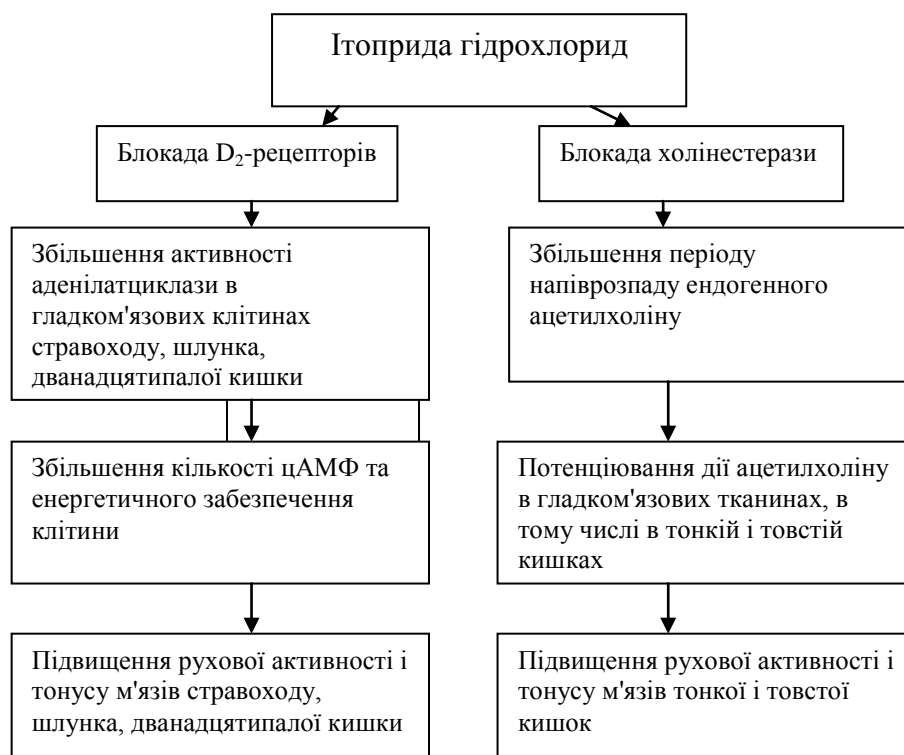 Ітоприда гідрохлорид
Блокада D₂-рецепторів
Блокада холінестерази
Збільшення активності
аденілатциклази в
гладком'язових клітинах
стравоходу, шлунка,
дванадцятипалої кишки
Збільшення періоду
напіврозпаду ендогенного
ацетилхоліну
Збільшення кількості цАМФ та
енергетичного забезпечення
клітини
Потенціювання дії ацетилхоліну
в гладком'язових тканинах, в
тому числі в тонкій і товстій
кишках
Підвищення рухової активності і
тонусу м'язів стравоходу,
шлунка, дванадцятипалої кишки
Підвищення рухової активності і
тонусу м'язів тонкої і товстої
кишок